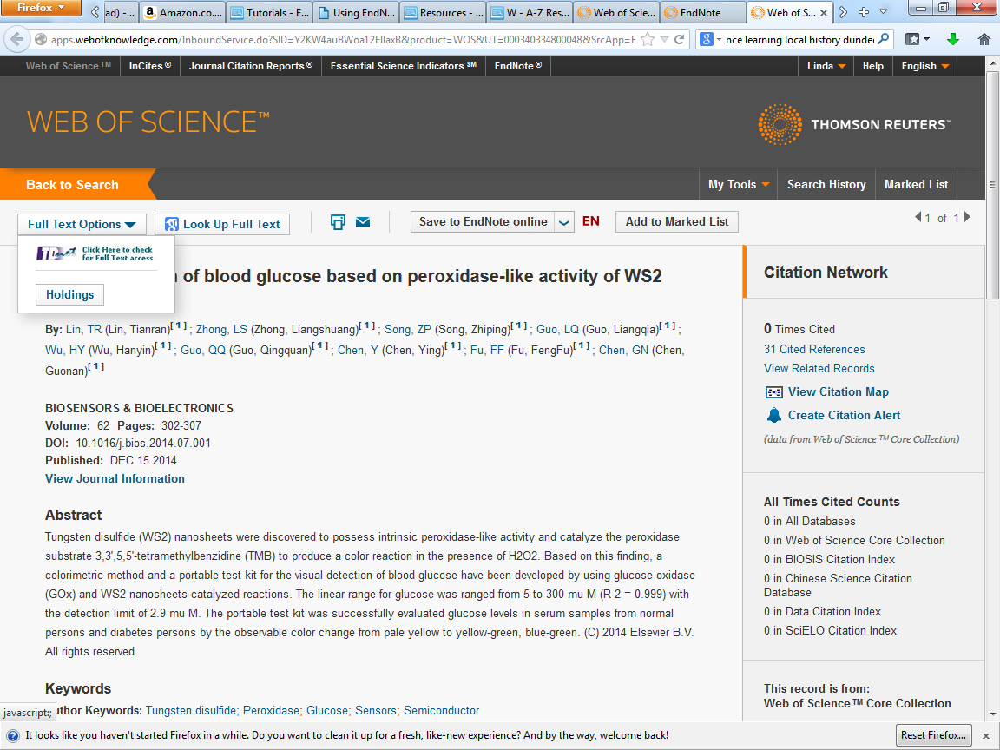 Firefox
ad) -...
Amazon.co....
Tutorials - E...
Using EndN...
Resources - ...
W - A-Z Res...
Web of Scie...
EndNote
Web of S...
apps.webofknowledge.com/InboundService.do?SID=Y2KW4auBWoa12FIIaxB&product=WOS&UT=000340334800048&SrcApp=E
nce learning local history dunde
Web of Science™ InCites® Journal Citation Reports® Essential Science Indicators℠ EndNote® Linda Help English
WEB OF SCIENCE™
THOMSON REUTERS™
Back to Search
My Tools Search History Marked List
Full Text Options Look Up Full Text Save to EndNote online EN Add to Marked List 1 of 1
TDnet Click Here to check
for Full Text access
Holdings
of blood glucose based on peroxidase-like activity of WS2
By: Lin, TR (Lin, Tianran)[ 1 ] ; Zhong, LS (Zhong, Liangshuang)[ 1 ] ; Song, ZP (Song, Zhiping)[ 1 ] ; Guo, LQ (Guo, Liangqia)[ 1 ] ;
Wu, HY (Wu, Hanyin)[ 1 ] ; Guo, QQ (Guo, Qingquan)[ 1 ] ; Chen, Y (Chen, Ying)[ 1 ] ; Fu, FF (Fu, FengFu)[ 1 ] ; Chen, GN (Chen,
Guonan)[ 1 ]
BIOSENSORS & BIOELECTRONICS
Volume: 62 Pages: 302-307
DOI: 10.1016/j.bios.2014.07.001
Published: DEC 15 2014
View Journal Information
Abstract
Tungsten disulfide (WS2) nanosheets were discovered to possess intrinsic peroxidase-like activity and catalyze the peroxidase
substrate 3,3',5,5'-tetramethylbenzidine (TMB) to produce a color reaction in the presence of H2O2. Based on this finding, a
colorimetric method and a portable test kit for the visual detection of blood glucose have been developed by using glucose oxidase
(GOx) and WS2 nanosheets-catalyzed reactions. The linear range for glucose was ranged from 5 to 300 mu M (R-2 = 0.999) with
the detection limit of 2.9 mu M. The portable test kit was successfully evaluated glucose levels in serum samples from normal
persons and diabetes persons by the observable color change from pale yellow to yellow-green, blue-green. (C) 2014 Elsevier B.V.
All rights reserved.
Keywords
uthor Keywords: Tungsten disulfide; Peroxidase; Glucose; Sensors; Semiconductor
Citation Network
0 Times Cited
31 Cited References
View Related Records
View Citation Map
Create Citation Alert
(data from Web of Science ™ Core Collection)
All Times Cited Counts
0 in All Databases
0 in Web of Science Core Collection
0 in BIOSIS Citation Index
0 in Chinese Science Citation
Database
0 in Data Citation Index
0 in SciELO Citation Index
This record is from:
Web of Science™ Core Collection
javascript:;
It looks like you haven't started Firefox in a while. Do you want to clean it up for a fresh, like-new experience? And by the way, welcome back!
Reset Firefox...